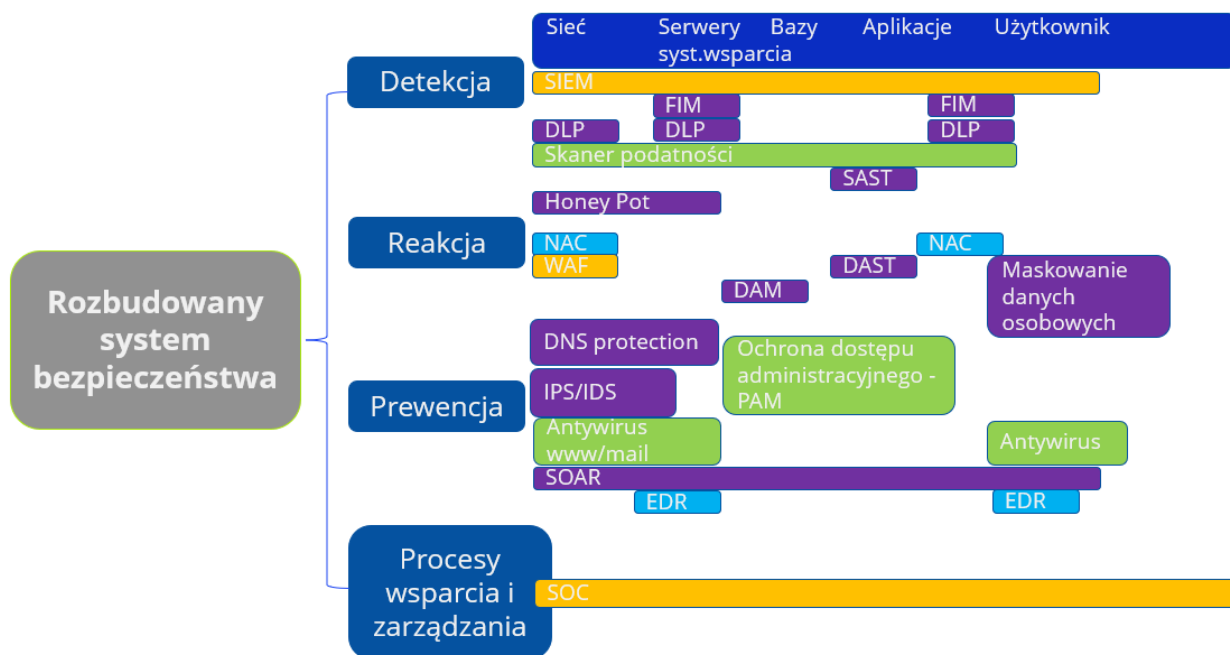 Sieć Serwery Bazy Aplikacje Użytkownik
syst.wsparcia
Detekcja
SIEM
FIM FIM
DLP DLP DLP
Skaner podatności
SAST
Honey Pot
Reakcja
NAC NAC
WAF DAST
Maskowanie
danych
osobowych
DAM
Rozbudowany
system
bezpieczeństwa
DNS protection
Ochrona dostępu
administracyjnego -
PAM
Prewencja
IPS/IDS
Antywirus
www/mail
Antywirus
SOAR
EDR EDR
Procesy
wsparcia i
zarządzania
SOC